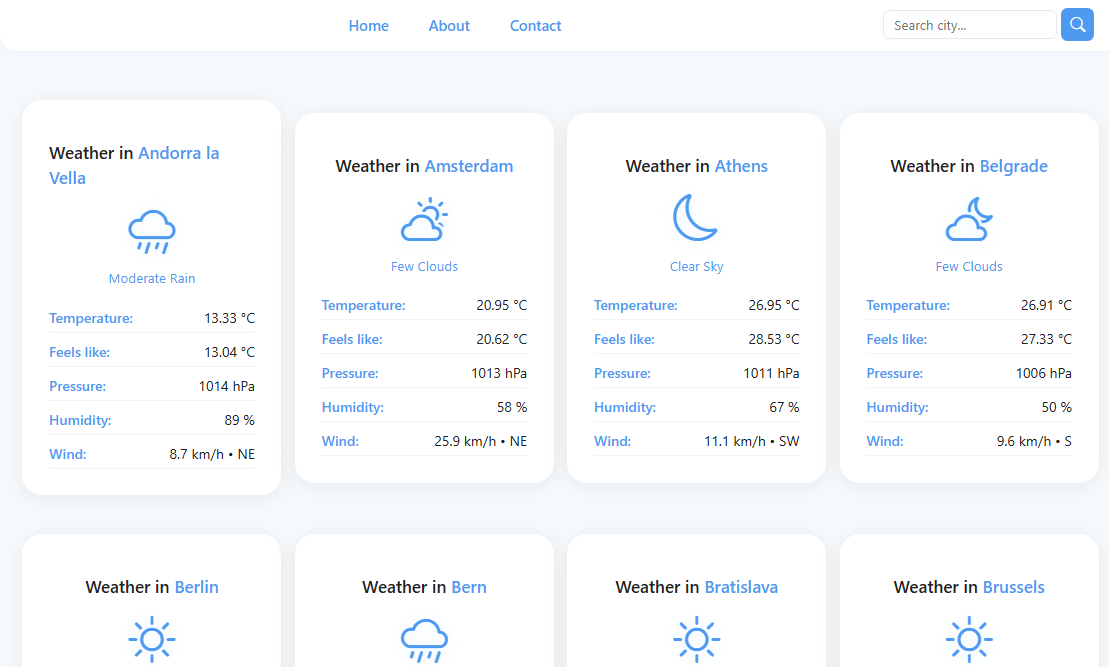 Home About Contact Search city...
Weather in Andorra la
Vella
Moderate Rain
Temperature: 13.33 °C
Feels like: 13.04 °C
Pressure: 1014 hPa
Humidity: 89 %
Wind: 8.7 km/h • NE
Weather in Amsterdam
Few Clouds
Temperature: 20.95 °C
Feels like: 20.62 °C
Pressure: 1013 hPa
Humidity: 58 %
Wind: 25.9 km/h • NE
Weather in Athens
Clear Sky
Temperature: 26.95 °C
Feels like: 28.53 °C
Pressure: 1011 hPa
Humidity: 67 %
Wind: 11.1 km/h • SW
Weather in Belgrade
Few Clouds
Temperature: 26.91 °C
Feels like: 27.33 °C
Pressure: 1006 hPa
Humidity: 50 %
Wind: 9.6 km/h • S
Weather in Berlin
Weather in Bern
Weather in Bratislava
Weather in Brussels